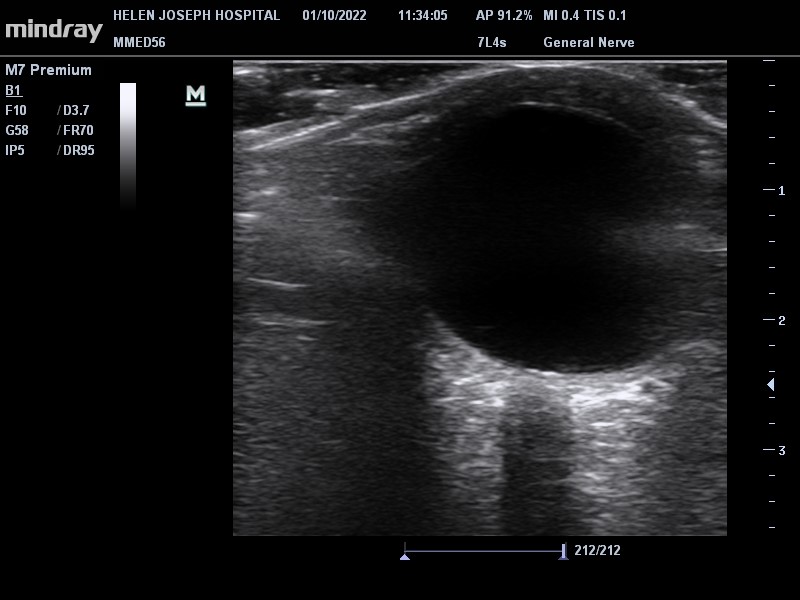 mindray HELEN JOSEPH HOSPITAL 01/10/2022 11:34:05 AP 91.2% MI 0.4 TIS 0.1
MMED56 7L4s General Nerve
M7 Premium
B1
F10 / D3.7
G58 / FR70
IP5 / DR95
M
1
2
3
212/212